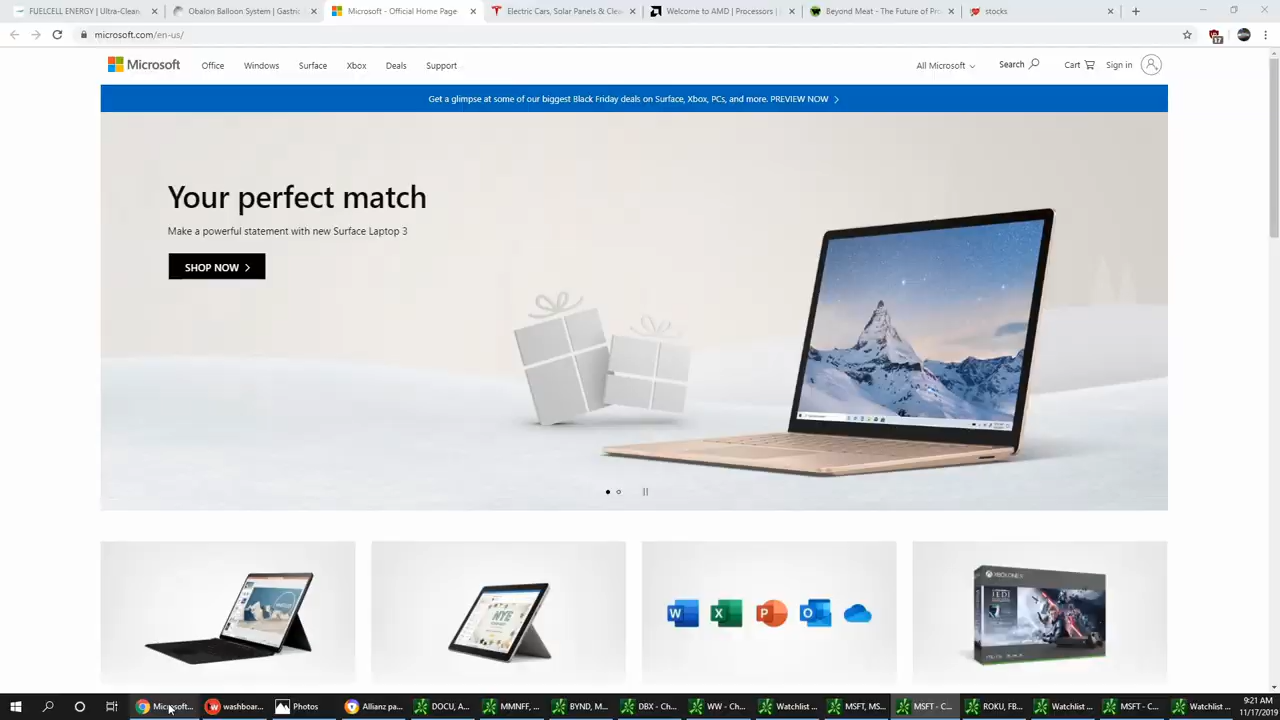 FUELCELL ENERGY | Ultra-Clean
Obalon Balloon System | Gastric
Microsoft - Official Home Page
Electric Cars, Solar Panels & Cle
Welcome to AMD | Processors |
Beyond Meat - The Future of Pr
stocks
microsoft.com/en-us/
17
Microsoft
Office
Windows
Surface
Xbox
Deals
Support
All Microsoft
Search
Cart
Sign in
Get a glimpse at some of our biggest Black Friday deals on Surface, Xbox, PCs, and more. PREVIEW NOW
Your perfect match
Make a powerful statement with new Surface Laptop 3
SHOP NOW
NYE
W
X
P
O
XBOX ONE X
JEDI
Micros...
washboar...
Photos
Allianz pa...
DOCU, A...
MMNFF, ...
BYND, M...
DBX - Ch...
WW - Ch...
Watchlist ...
MSFT, MS...
MSFT - C...
ROKU, FB...
Watchlist ...
MSFT - C...
Watchlist ...
9:21 AM
11/17/2019